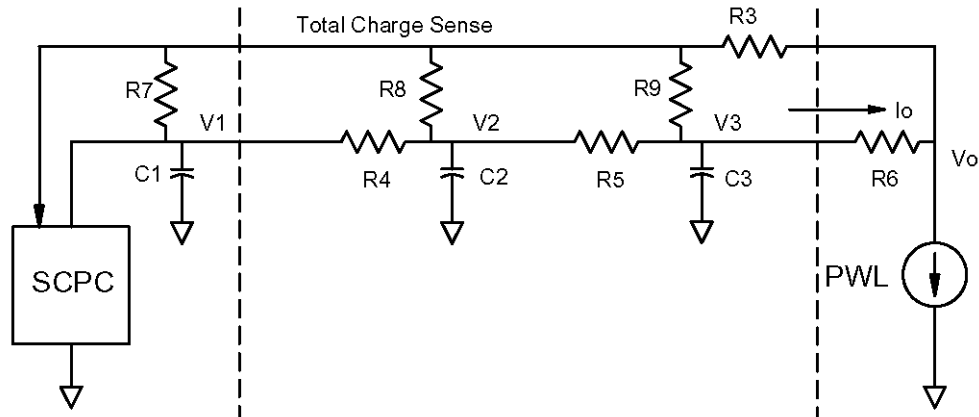 Total Charge Sense
R3
R7
R8
R9
Io
V1
V2
V3
Vo
C1
R4
C2
R5
C3
R6
SCPC
PWL